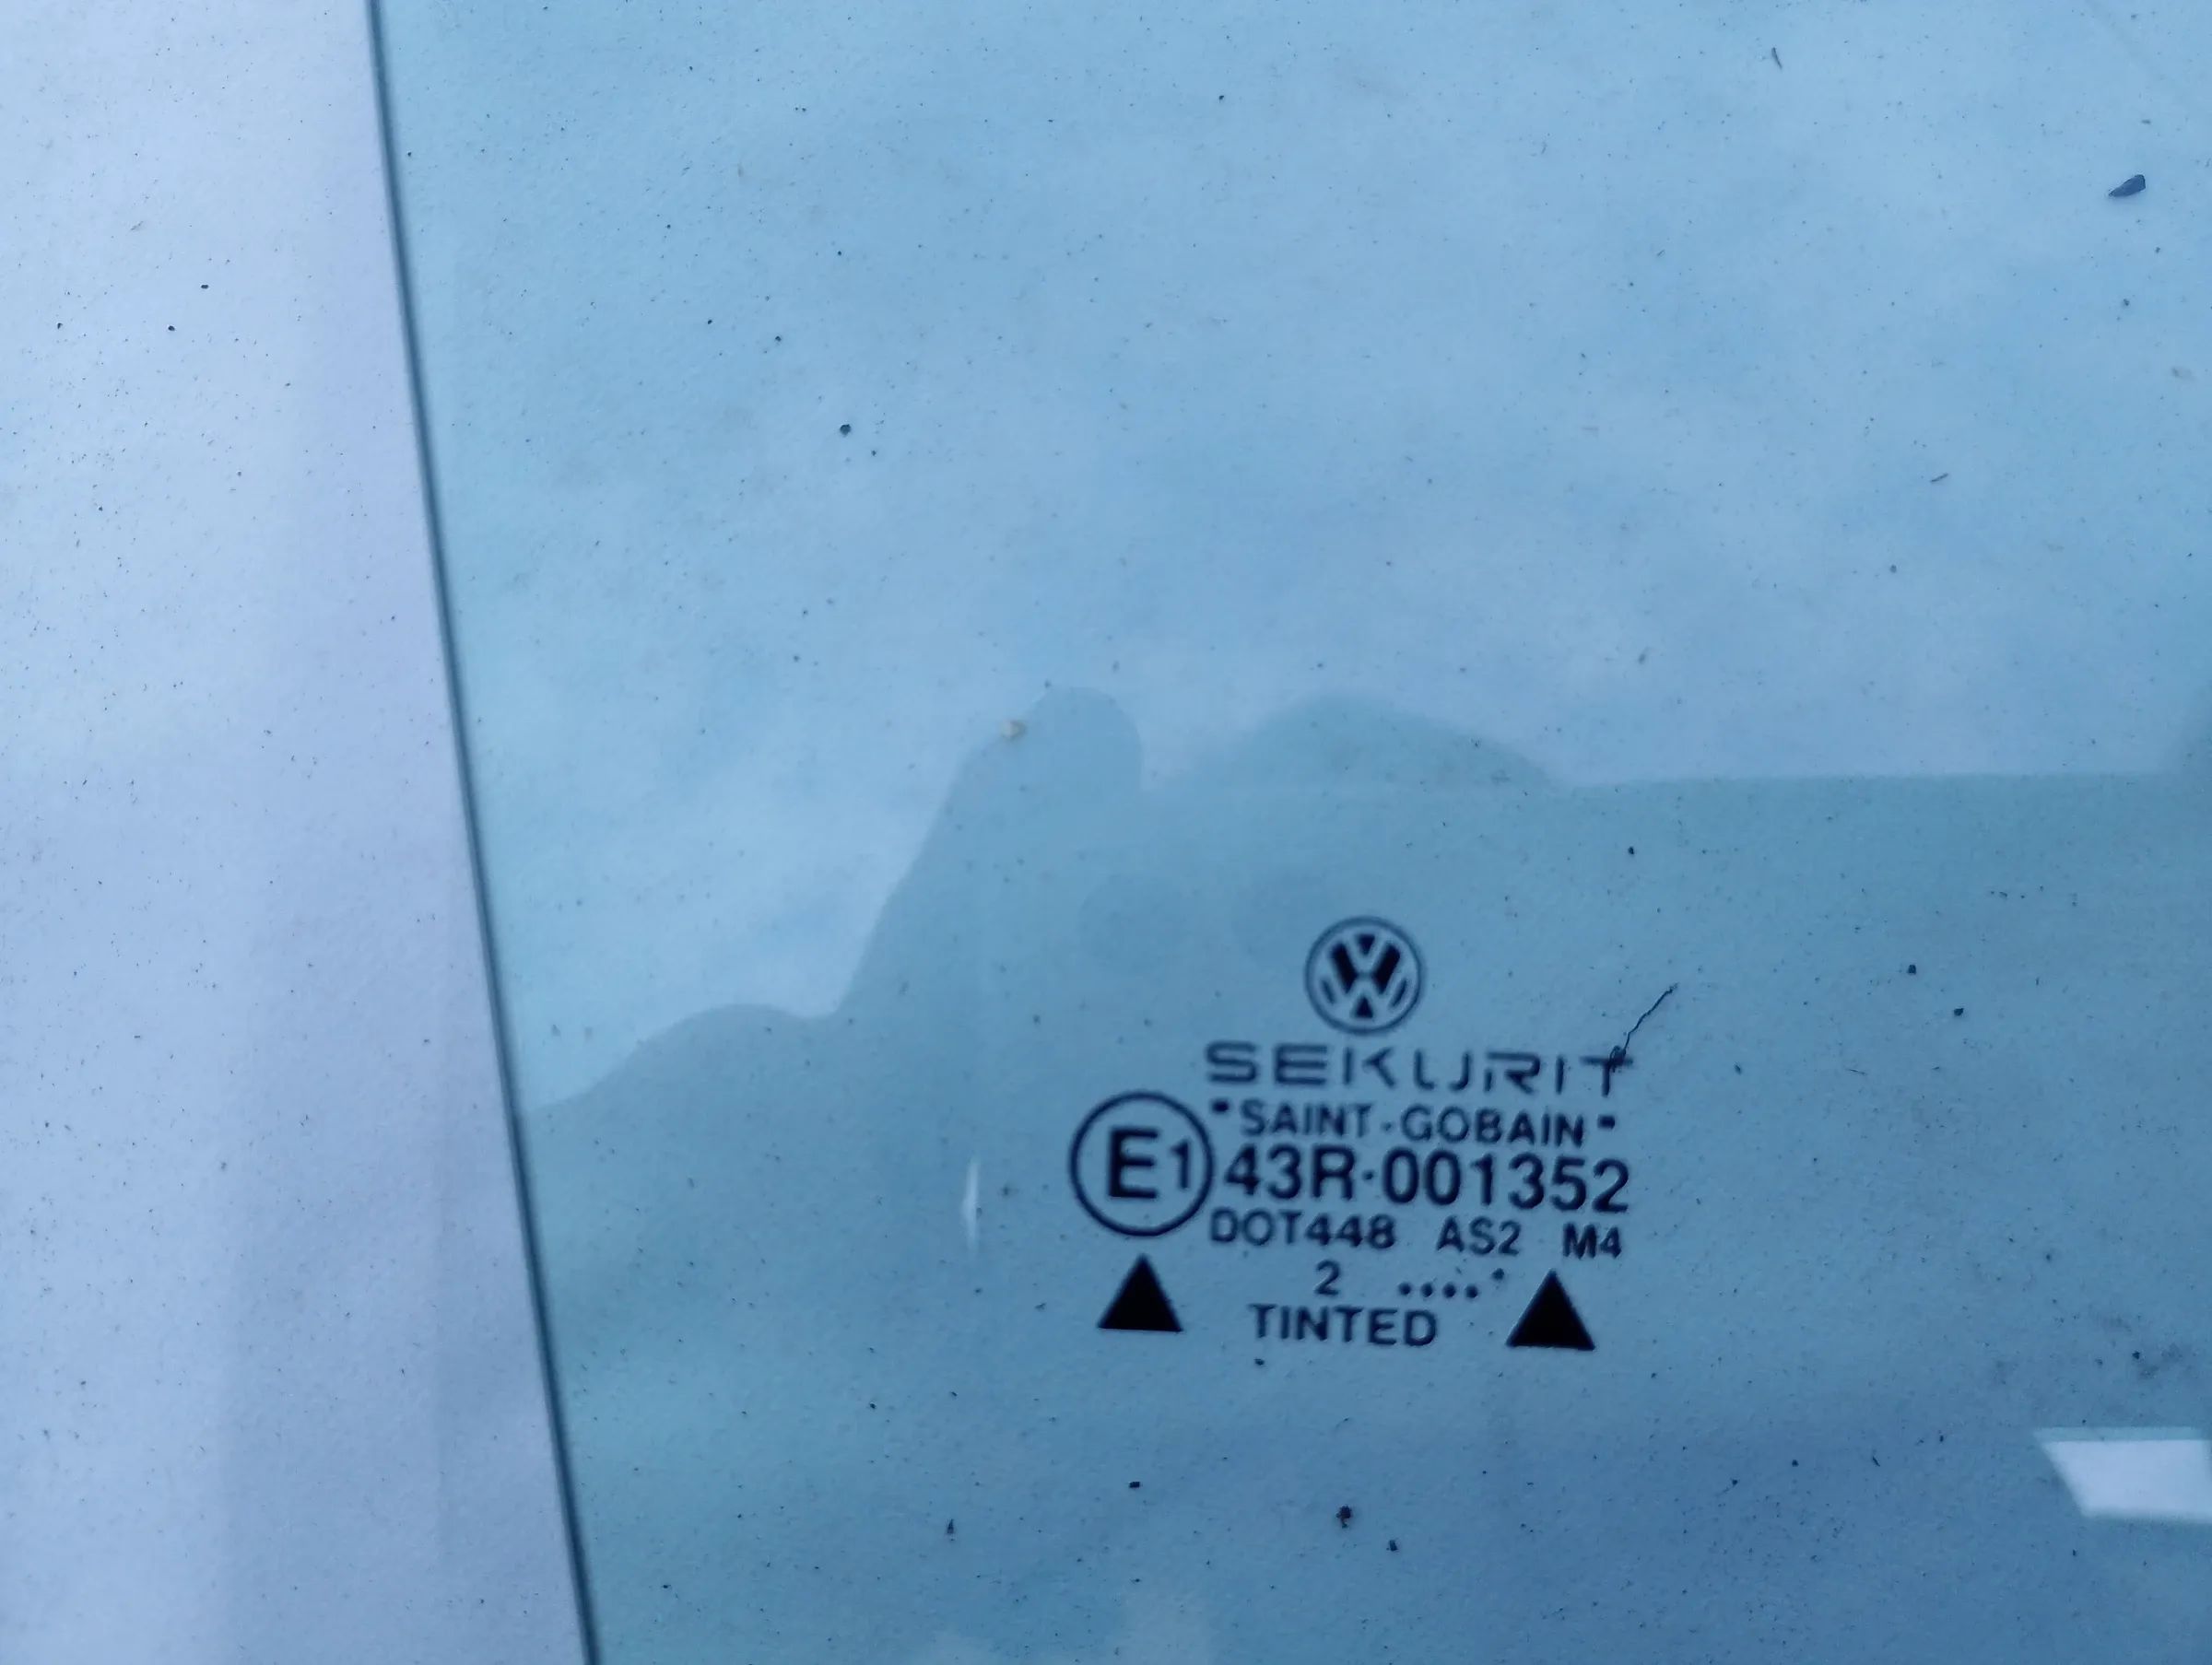 SEKURIT
"SAINT-GOBAIN"
E1 43R-001352
DOT448 AS2 M4
2 .....
TINTED